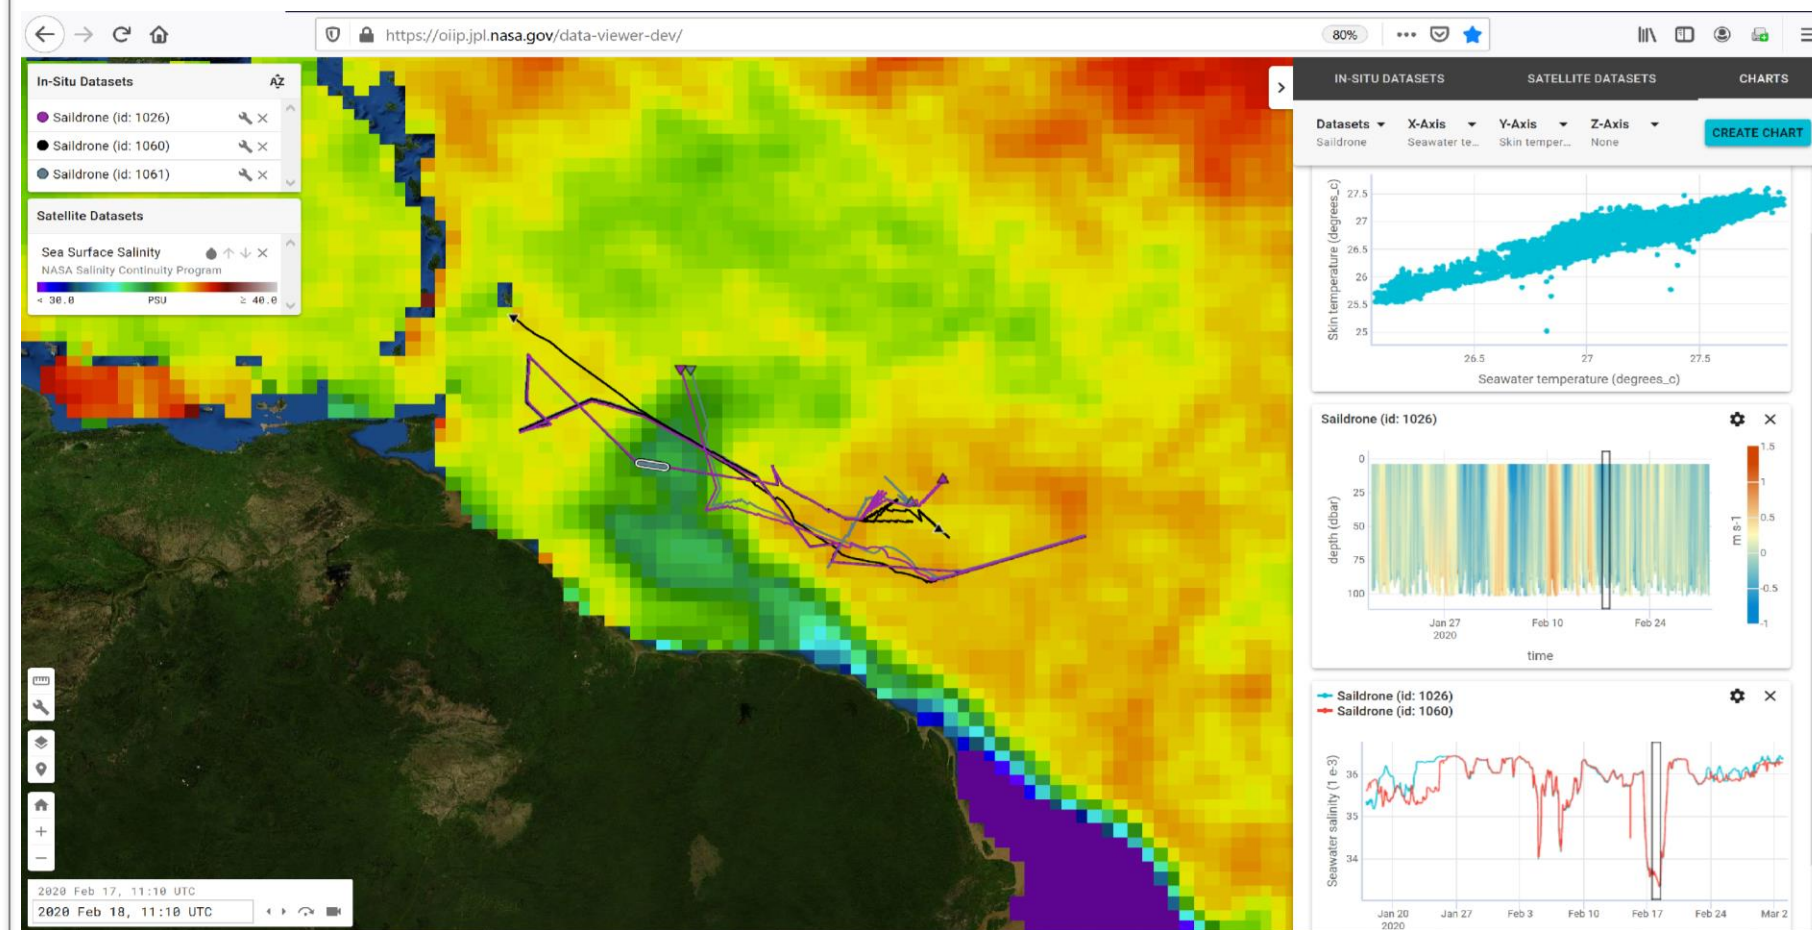 https://oiip.jpl.nasa.gov/data-viewer-dev/
80%
In-Situ Datasets
AZ
Saildrone (id: 1026)
Saildrone (id: 1060)
Saildrone (id: 1061)
Satellite Datasets
Sea Surface Salinity
NASA Salinity Continuity Program
< 30.0 PSU ≥ 40.0
2020 Feb 17, 11:10 UTC
2020 Feb 18, 11:10 UTC
IN-SITU DATASETS SATELLITE DATASETS CHARTS
Datasets X-Axis Y-Axis Z-Axis
Saildrone Seawater te... Skin temper... None
CREATE CHART
Skin temperature (degrees_c)
27.5
27
26.5
26
25.5
25
26.5 27 27.5
Seawater temperature (degrees_c)
Saildrone (id: 1026)
depth (dbar)
0
25
50
75
100
Jan 27 Feb 10 Feb 24
2020
time
1.5
1
0.5
0
-0.5
-1
m s-1
Saildrone (id: 1026)
Saildrone (id: 1060)
Seawater salinity (1 e-3)
36
35
34
Jan 20 Jan 27 Feb 3 Feb 10 Feb 17 Feb 24 Mar 2
2020